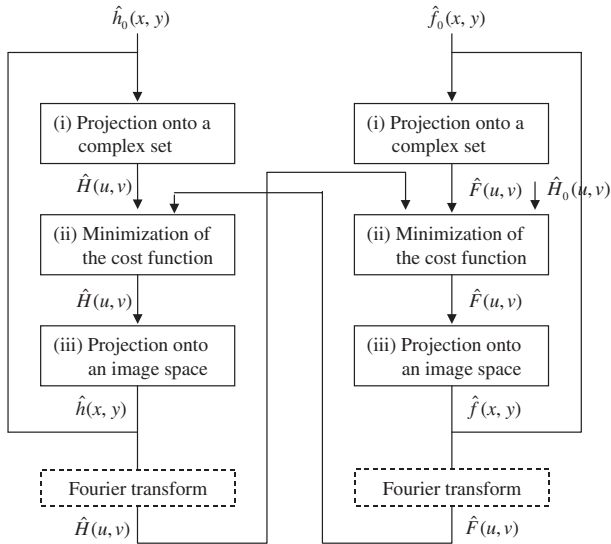 ĥ₀(x, y)
(i) Projection onto a
complex set
Ĥ(u, v)
(ii) Minimization of
the cost function
Ĥ(u, v)
(iii) Projection onto
an image space
ĥ(x, y)
Fourier transform
Ĥ(u, v)
f̂₀(x, y)
(i) Projection onto a
complex set
F̂(u, v)
Ĥ₀(u, v)
(ii) Minimization of
the cost function
F̂(u, v)
(iii) Projection onto
an image space
f̂(x, y)
Fourier transform
F̂(u, v)